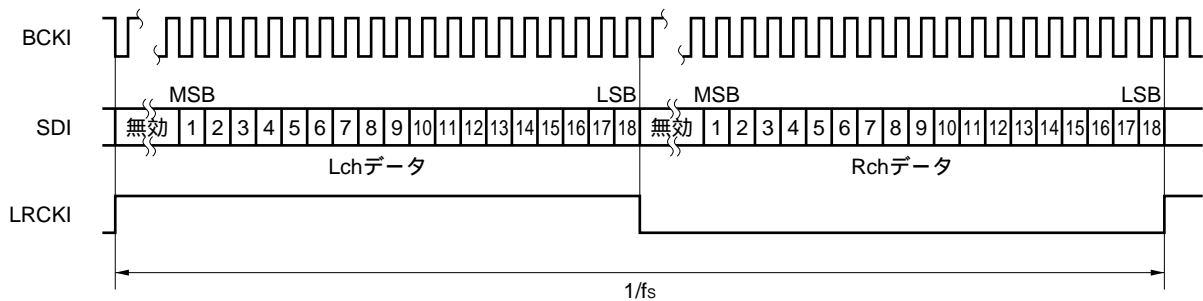 BCKI
MSB LSB MSB LSB
SDI 無効 1 2 3 4 5 6 7 8 9 10 11 12 13 14 15 16 17 18 無効 1 2 3 4 5 6 7 8 9 10 11 12 13 14 15 16 17 18
Lchデータ Rchデータ
LRCKI
1/fs